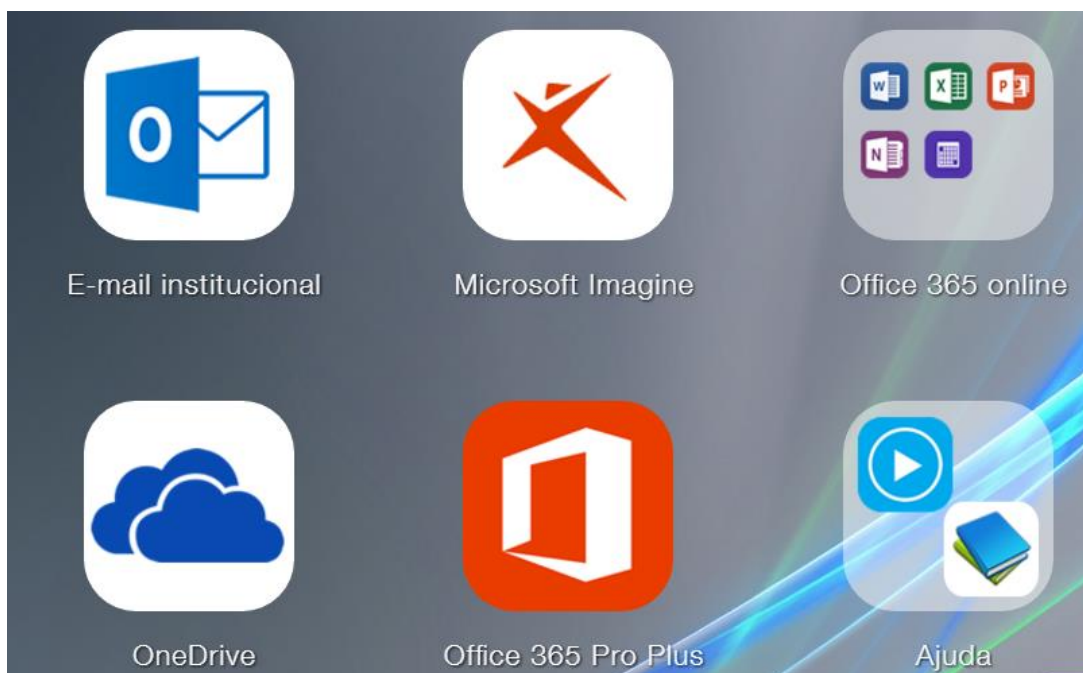 E-mail institucional
Microsoft Imagine
Office 365 online
OneDrive
Office 365 Pro Plus
Ajuda